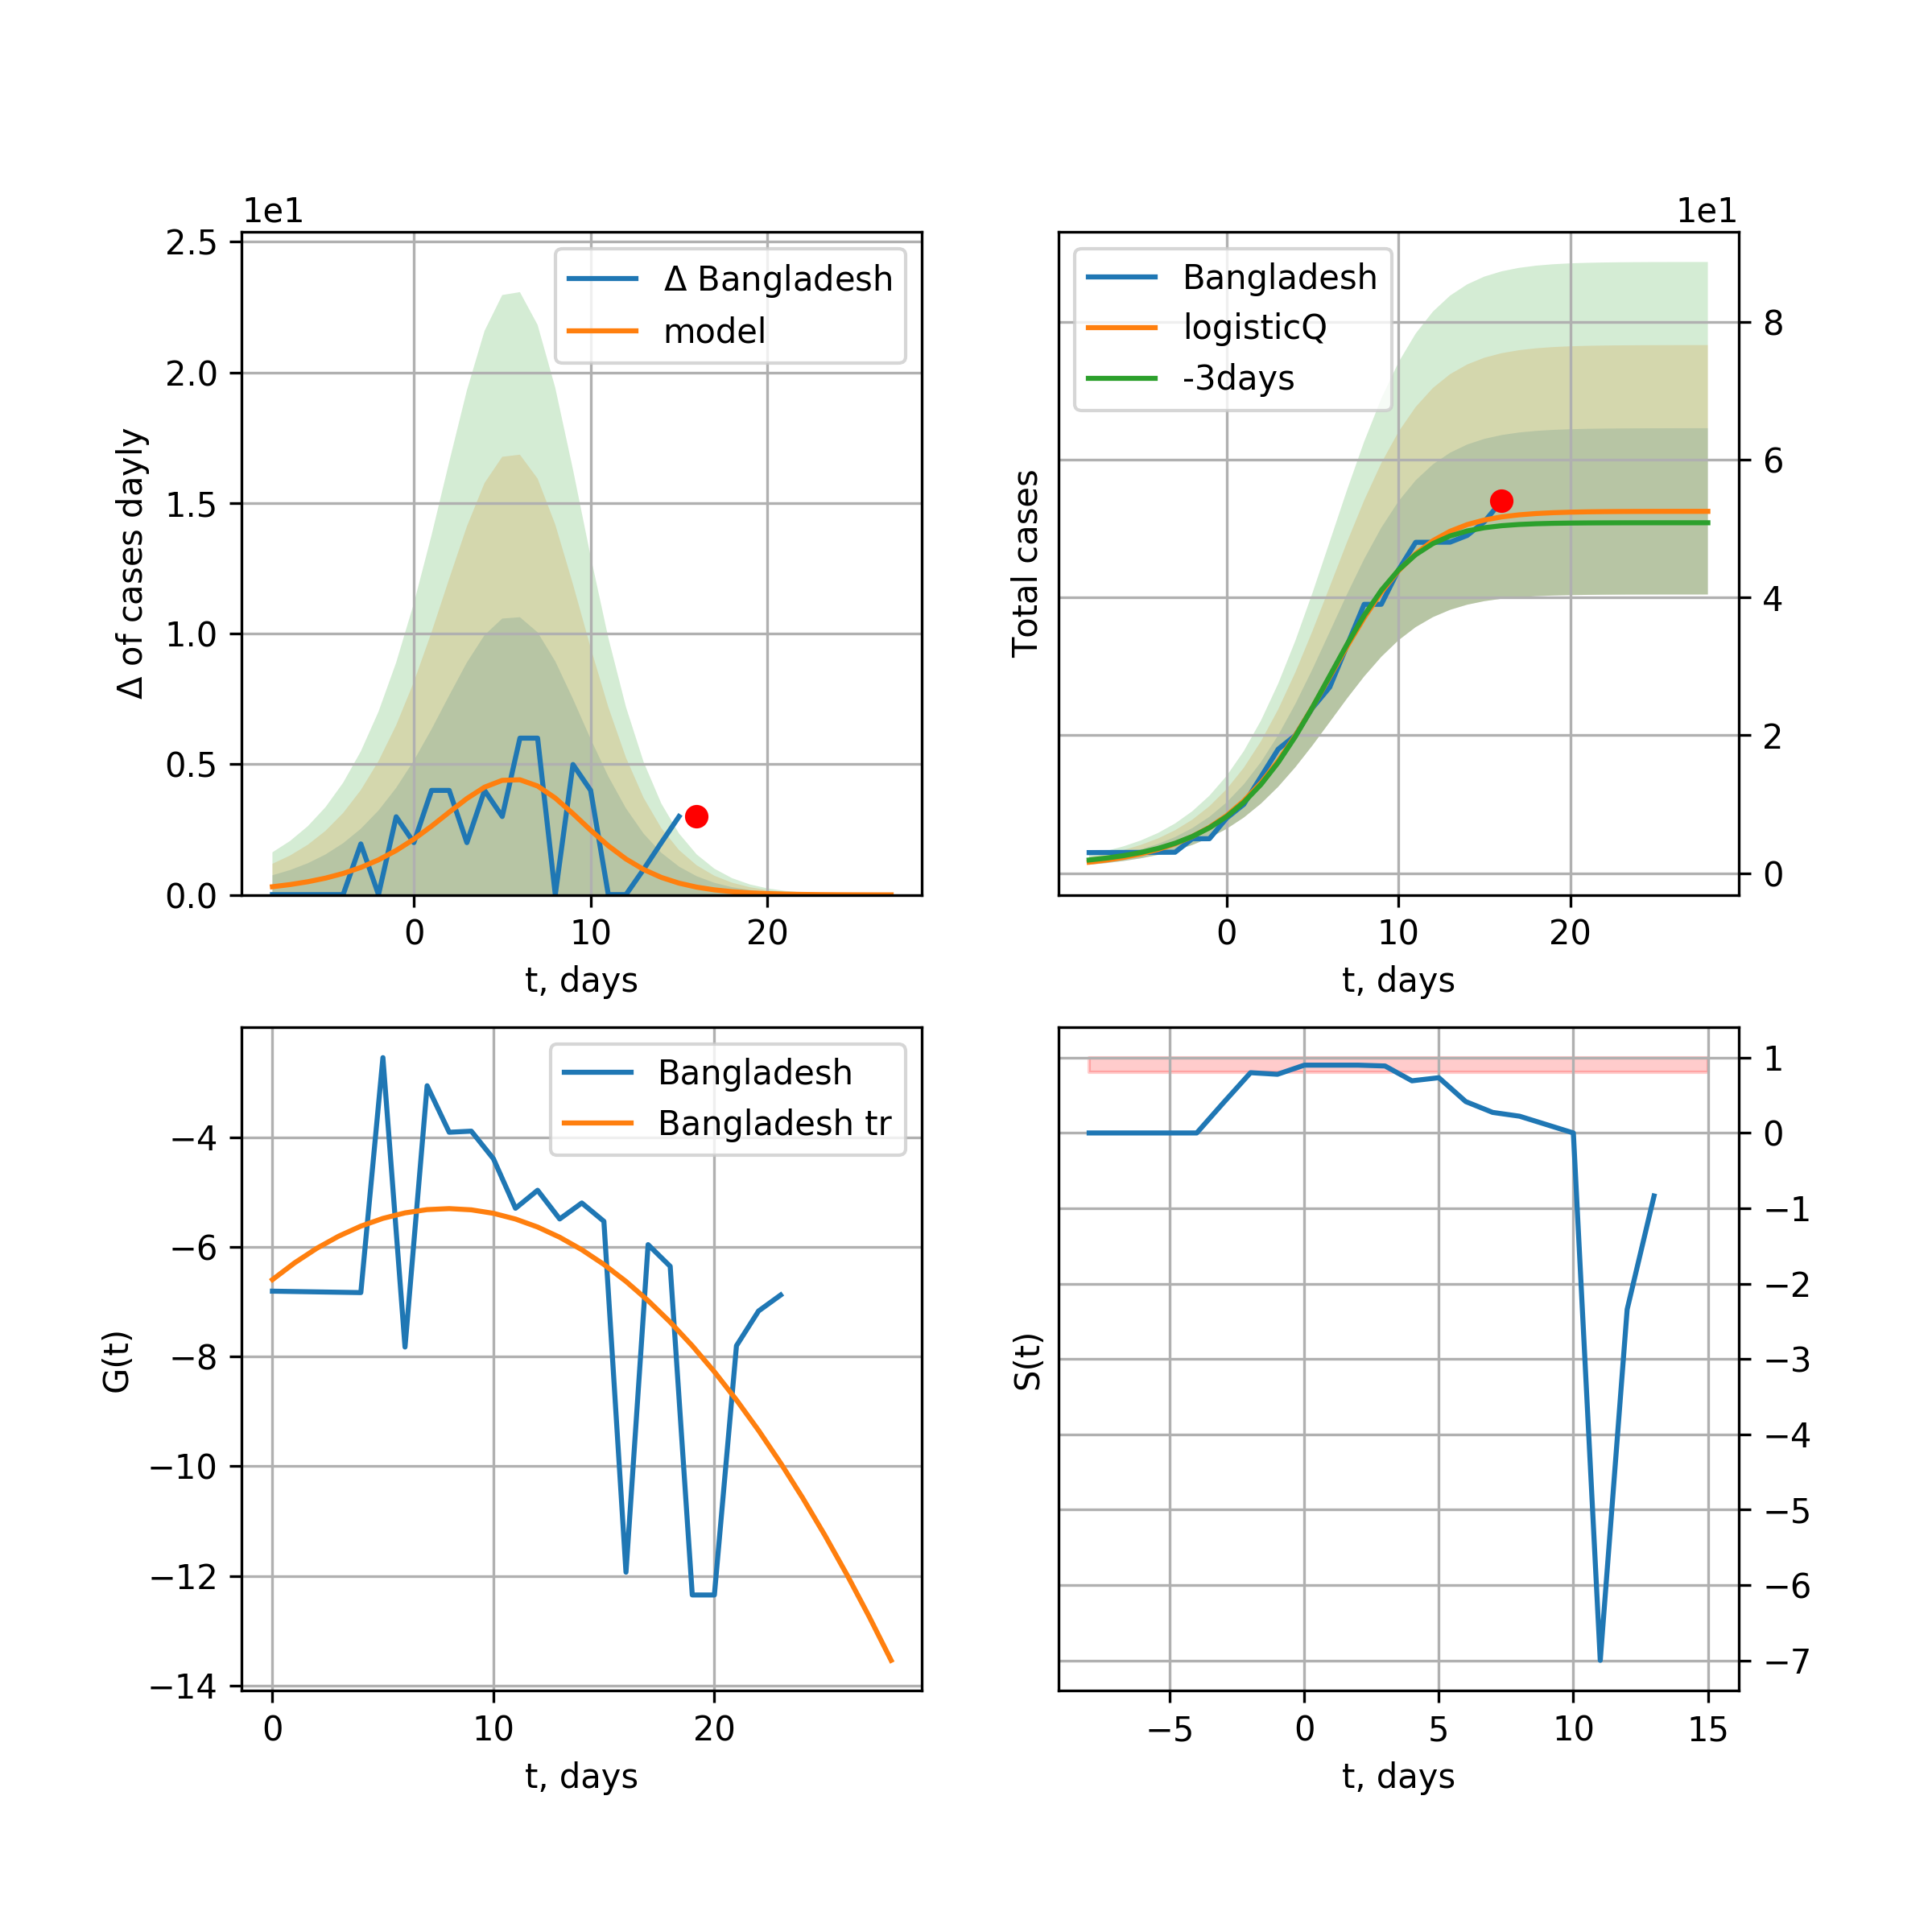 1e1
2.5
2.0
1.5
1.0
0.5
0.0
Δ of cases dayly
Δ Bangladesh
model
0
10
20
t, days
1e1
Bangladesh
logisticQ
-3days
Total cases
8
6
4
2
0
0
10
20
t, days
−4
−6
−8
−10
−12
−14
G(t)
Bangladesh
Bangladesh tr
0
10
20
t, days
S(t)
1
0
−1
−2
−3
−4
−5
−6
−7
−5
0
5
10
15
t, days